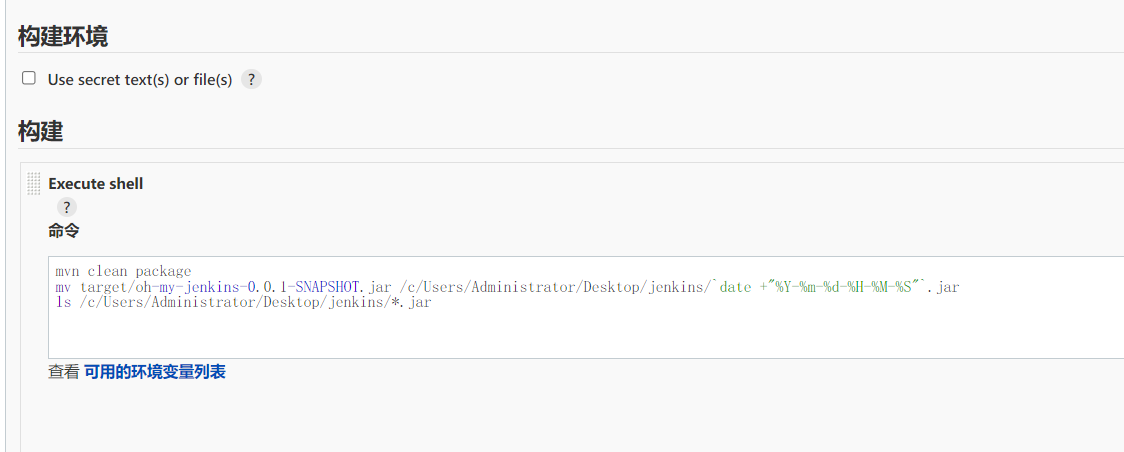 构建环境
Use secret text(s) or file(s) ?
构建
Execute shell
?
命令
mvn clean package
mv target/oh-my-jenkins-0.0.1-SNAPSHOT.jar /c/Users/Administrator/Desktop/jenkins/`date +"%Y-%m-%d-%H-%M-%S"`.jar
ls /c/Users/Administrator/Desktop/jenkins/*.jar
查看 可用的环境变量列表